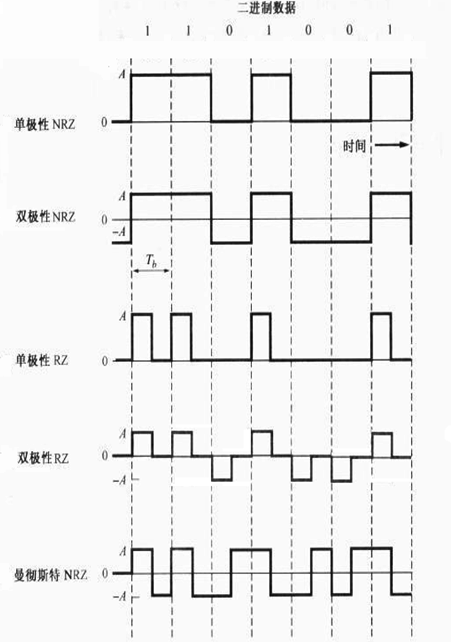 二进制数据
1 1 0 1 0 0 1
A
单极性 NRZ 0
时间
A
双极性 NRZ 0
-A
T_b
A
单极性 RZ 0
A
双极性 RZ 0
-A
A
曼彻斯特 NRZ 0
-A